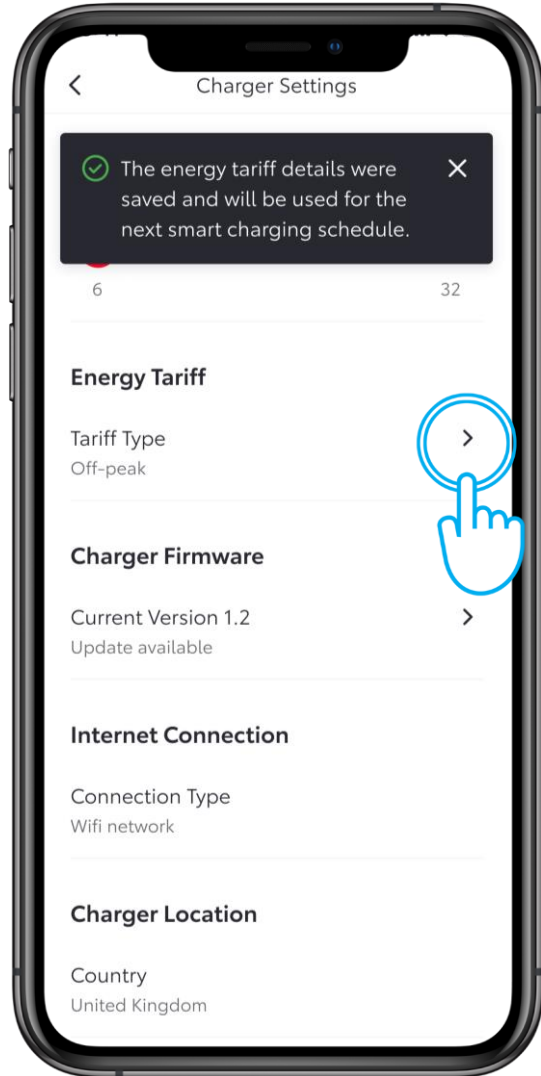 Charger Settings
The energy tariff details were
saved and will be used for the
next smart charging schedule.
6 32
Energy Tariff
Tariff Type
Off-peak
Charger Firmware
Current Version 1.2
Update available
Internet Connection
Connection Type
Wifi network
Charger Location
Country
United Kingdom